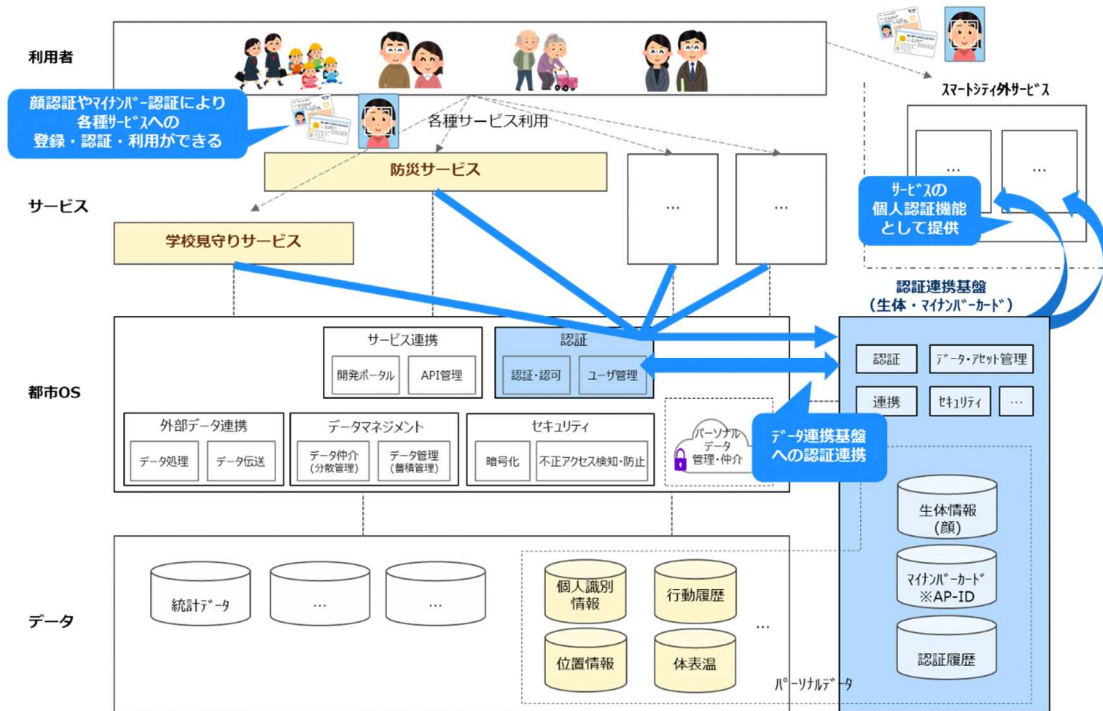 利用者
顔認証やﾏｲﾅﾝﾊﾞｰ認証により
各種ｻｰﾋﾞｽへの
登録・認証・利用ができる
各種サービス利用
スマートシティ外サービス
…
…
ｻｰﾋﾞｽの
個人認証機能
として提供
サービス
防災サービス
学校見守りサービス
…
…
認証連携基盤
(生体・ﾏｲﾅﾝﾊﾞｰｶｰﾄﾞ)
都市OS
サービス連携
開発ポータル
API管理
認証
認証・認可
ユーザ管理
外部データ連携
データ処理
データ伝送
データマネジメント
データ仲介
(分散管理)
データ管理
(蓄積管理)
セキュリティ
暗号化
不正アクセス検知・防止
パーソナル
データ
管理・仲介
データ連携基盤
への認証連携
認証
ﾃﾞｰﾀ・ｱｾｯﾄ管理
連携
ｾｷｭﾘﾃｨ
…
生体情報
(顔)
ﾏｲﾅﾝﾊﾞｰｶｰﾄﾞ
※AP-ID
認証履歴
データ
統計データ
…
…
個人識別
情報
行動履歴
位置情報
体表温
…
ﾊﾟｰｿﾅﾙﾃﾞｰﾀ